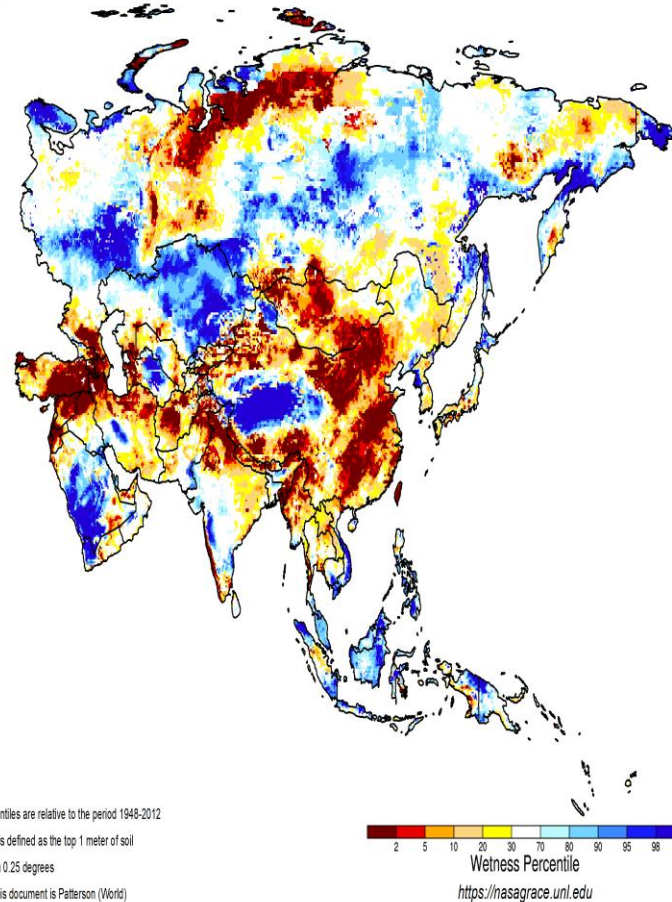 ntiles are relative to the period 1948-2012
s defined as the top 1 meter of soil
0.25 degrees
is document is Patterson (World)
2 5 10 20 30 70 80 90 95 98
Wetness Percentile
https://nasagrace.unl.edu